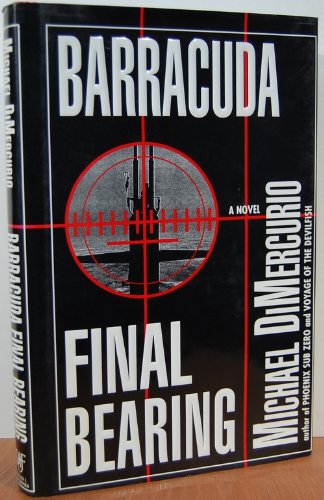 MICHAEL DIMERCURIO
BARRACUDA FINAL BEARING
BARRACUDA
A NOVEL
FINAL
BEARING
MICHAEL DIMERCURIO
author of PHOENIX SUB ZERO and VOYAGE OF THE DEVILFISH